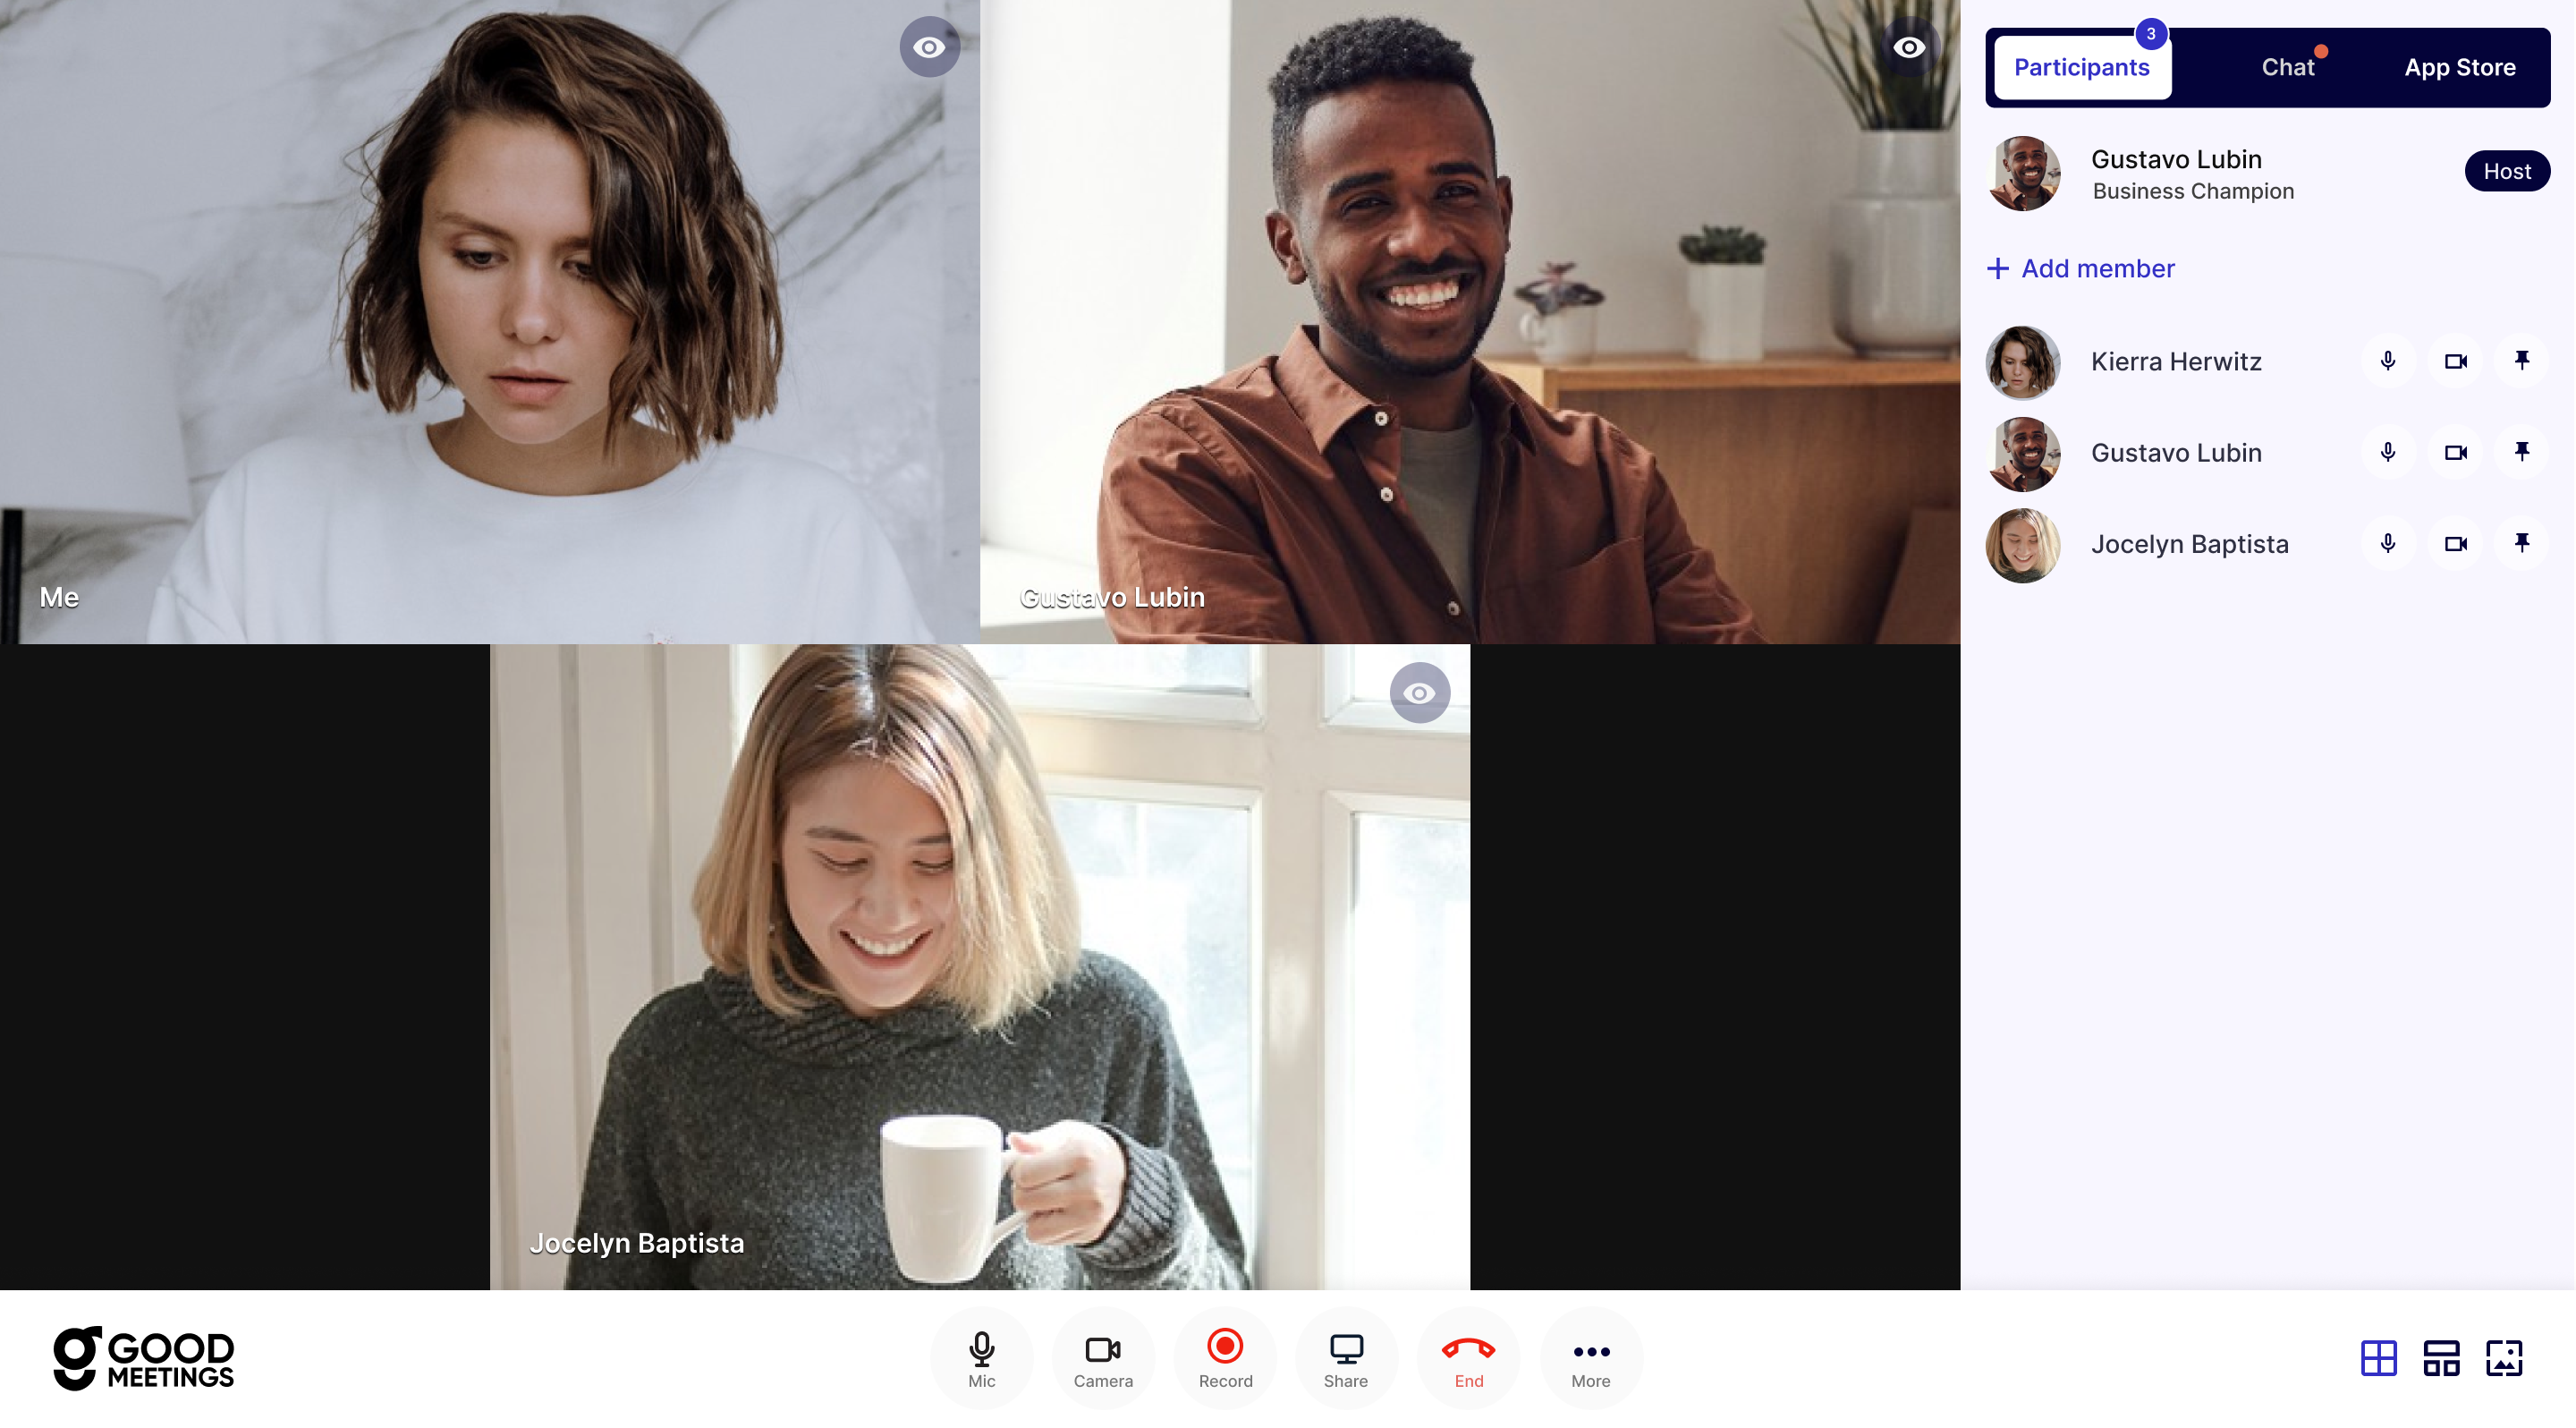 Me
Gustavo Lubin
Jocelyn Baptista
Participants
3
Chat
App Store
Gustavo Lubin
Business Champion
Host
+ Add member
Kierra Herwitz
Gustavo Lubin
Jocelyn Baptista
GOOD
MEETINGS
Mic
Camera
Record
Share
End
More